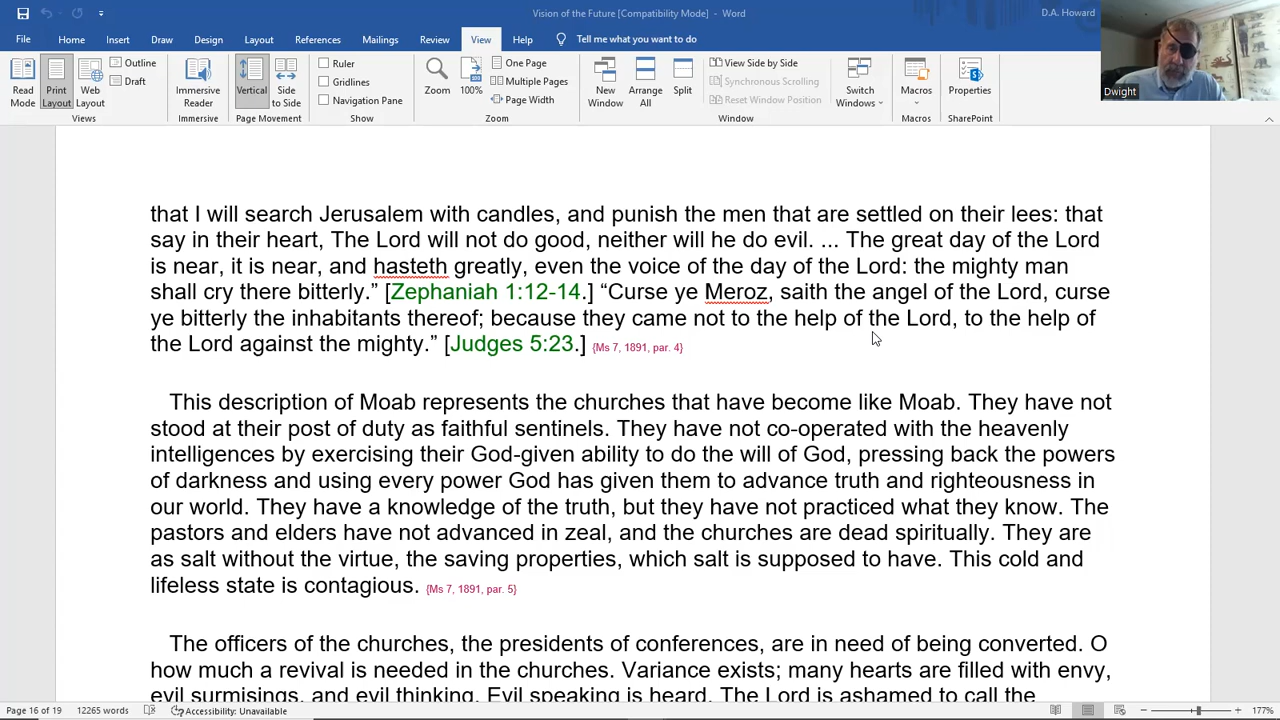 Vision of the Future [Compatibility Mode] - Word
D.A. Howard
File Home Insert Draw Design Layout References Mailings Review View Help Tell me what you want to do
Read Mode
Print Layout
Web Layout
Outline
Draft
Views
Immersive Reader
Immersive
Vertical
Side to Side
Page Movement
Ruler
Gridlines
Navigation Pane
Show
Zoom
100%
One Page
Multiple Pages
Page Width
Zoom
New Window
Arrange All
Split
View Side by Side
Synchronous Scrolling
Reset Window Position
Window
Switch Windows
Macros
Macros
Properties
SharePoint
Dwight
that I will search Jerusalem with candles, and punish the men that are settled on their lees: that
say in their heart, The Lord will not do good, neither will he do evil. ... The great day of the Lord
is near, it is near, and hasteth greatly, even the voice of the day of the Lord: the mighty man
shall cry there bitterly.” [Zephaniah 1:12-14.] “Curse ye Meroz, saith the angel of the Lord, curse
ye bitterly the inhabitants thereof; because they came not to the help of the Lord, to the help of
the Lord against the mighty.” [Judges 5:23.] {Ms 7, 1891, par. 4}
This description of Moab represents the churches that have become like Moab. They have not
stood at their post of duty as faithful sentinels. They have not co-operated with the heavenly
intelligences by exercising their God-given ability to do the will of God, pressing back the powers
of darkness and using every power God has given them to advance truth and righteousness in
our world. They have a knowledge of the truth, but they have not practiced what they know. The
pastors and elders have not advanced in zeal, and the churches are dead spiritually. They are
as salt without the virtue, the saving properties, which salt is supposed to have. This cold and
lifeless state is contagious. {Ms 7, 1891, par. 5}
The officers of the churches, the presidents of conferences, are in need of being converted. O
how much a revival is needed in the churches. Variance exists; many hearts are filled with envy,
evil surmisings, and evil thinking. Evil speaking is heard. The Lord is ashamed to call the
Page 16 of 19 12265 words Accessibility: Unavailable 177%